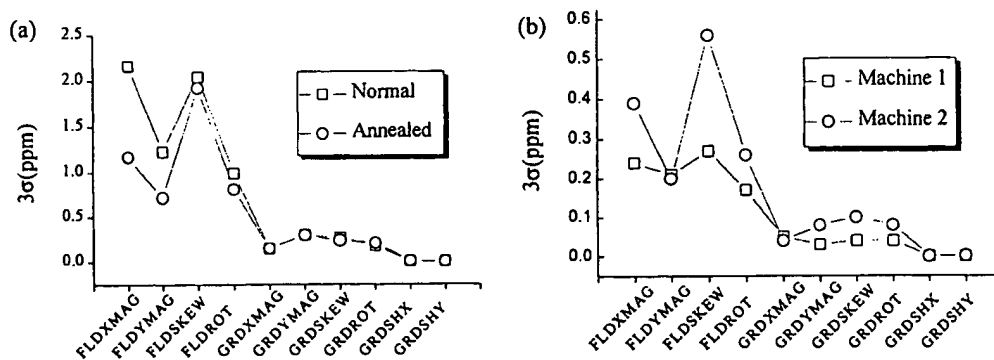 (a)
2.5
2.0
1.5
1.0
0.5
0.0
3σ(ppm)
Normal
Annealed
FLDXMAG
FLDYMAG
FLDSKEW
FLDROT
GRDXMAG
GRDYMAG
GRDSKEW
GRDROT
GRDSHX
GRDSHY
(b)
0.6
0.5
0.4
0.3
0.2
0.1
0.0
3σ(ppm)
Machine 1
Machine 2
FLDXMAG
FLDYMAG
FLDSKEW
FLDROT
GRDXMAG
GRDYMAG
GRDSKEW
GRDROT
GRDSHX
GRDSHY